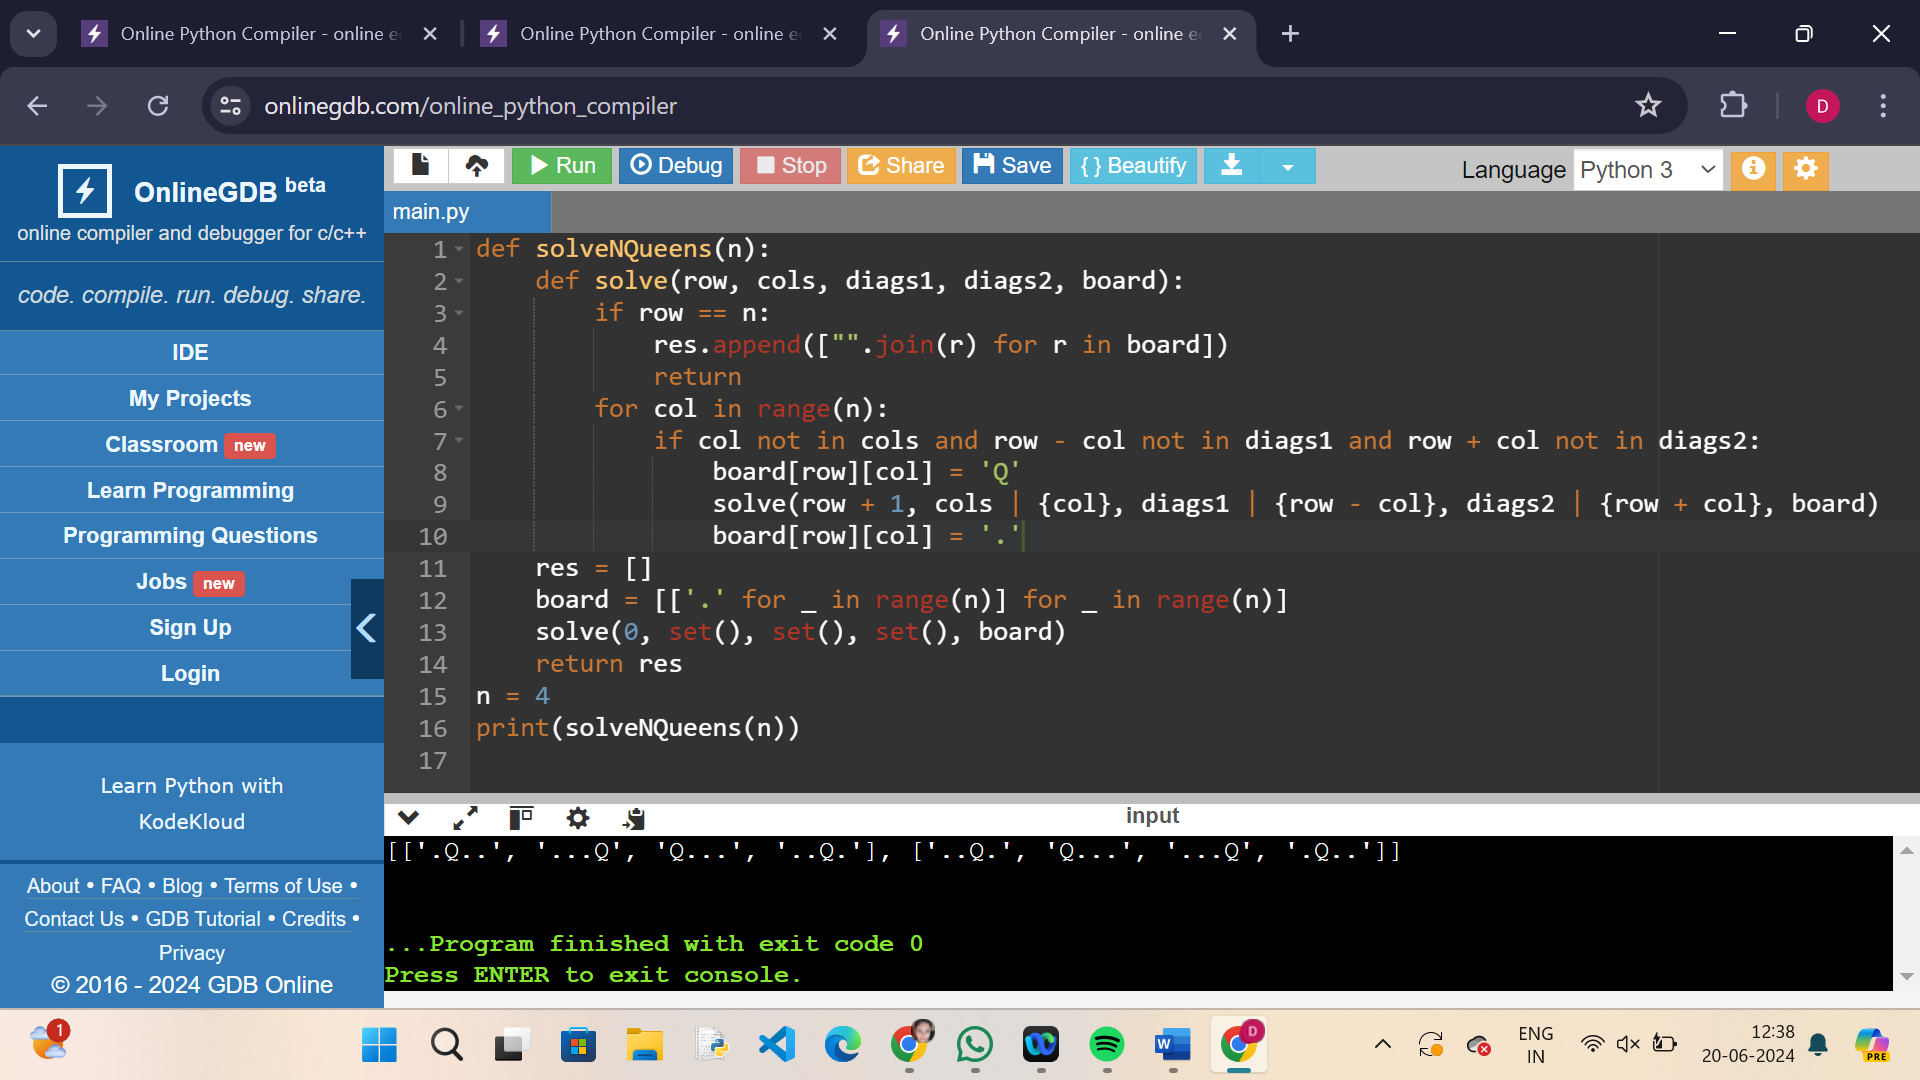 Online Python Compiler - online e
Online Python Compiler - online e
Online Python Compiler - online e
onlinegdb.com/online_python_compiler
D
OnlineGDB beta
online compiler and debugger for c/c++
code. compile. run. debug. share.
IDE
My Projects
Classroom new
Learn Programming
Programming Questions
Jobs new
Sign Up
Login
Learn Python with
KodeKloud
About • FAQ • Blog • Terms of Use •
Contact Us • GDB Tutorial • Credits •
Privacy
© 2016 - 2024 GDB Online
Run Debug Stop Share Save { } Beautify
Language Python 3
main.py
1 def solveNQueens(n):
2     def solve(row, cols, diags1, diags2, board):
3         if row == n:
4             res.append(["".join(r) for r in board])
5             return
6         for col in range(n):
7             if col not in cols and row - col not in diags1 and row + col not in diags2:
8                 board[row][col] = 'Q'
9                 solve(row + 1, cols | {col}, diags1 | {row - col}, diags2 | {row + col}, board)
10                 board[row][col] = '.'
11     res = []
12     board = [['.' for _ in range(n)] for _ in range(n)]
13     solve(0, set(), set(), set(), board)
14     return res
15 n = 4
16 print(solveNQueens(n))
17
input
[['.Q..', '...Q', 'Q...', '..Q.'], ['..Q.', 'Q...', '...Q', '.Q..']]
...Program finished with exit code 0
Press ENTER to exit console.
1
W
D
ENG
IN
12:38
20-06-2024
PRE